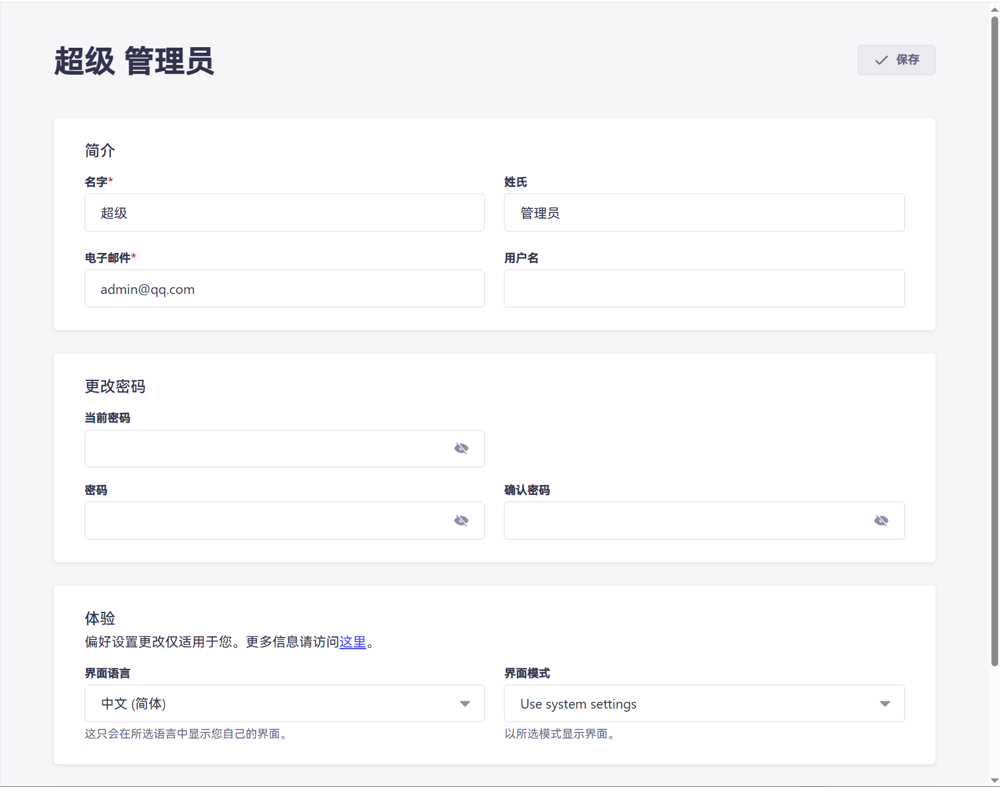 超级 管理员
保存
简介
名字*
姓氏
超级
管理员
电子邮件*
用户名
admin@qq.com
更改密码
当前密码
密码
确认密码
体验
偏好设置更改仅适用于您。更多信息请访问这里。
界面语言
界面模式
中文 (简体)
Use system settings
这只会在所选语言中显示您自己的界面。
以所选模式显示界面。